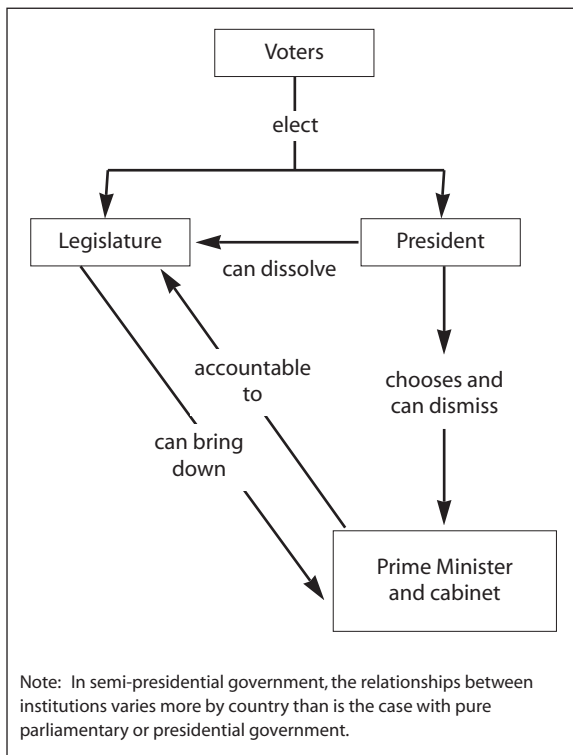 Voters
elect
Legislature
President
can dissolve
accountable
to
chooses and
can dismiss
can bring
down
Prime Minister
and cabinet
Note: In semi-presidential government, the relationships between
institutions varies more by country than is the case with pure
parliamentary or presidential government.